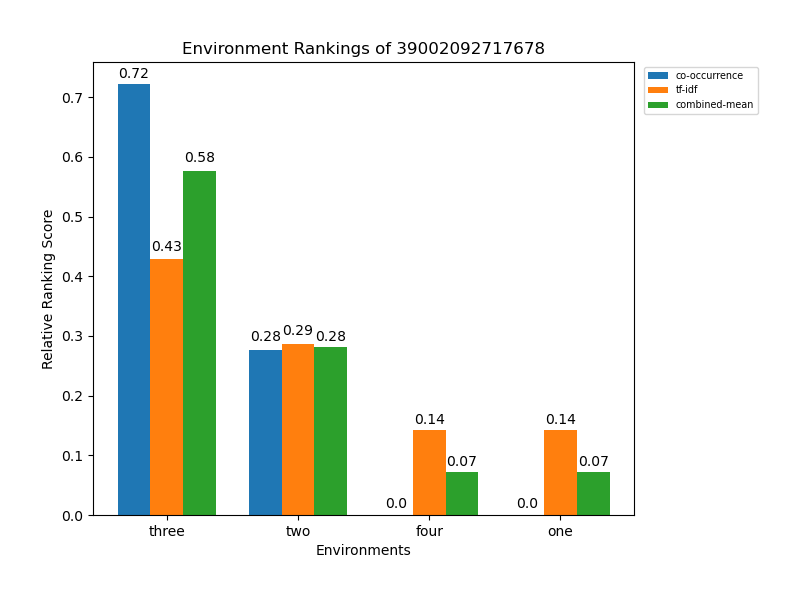 Environment Rankings of 39002092717678
co-occurrence
tf-idf
combined-mean
Relative Ranking Score
0.7
0.6
0.5
0.4
0.3
0.2
0.1
0.0
0.72
0.43
0.58
0.28
0.29
0.28
0.0
0.14
0.07
0.0
0.14
0.07
three
two
four
one
Environments